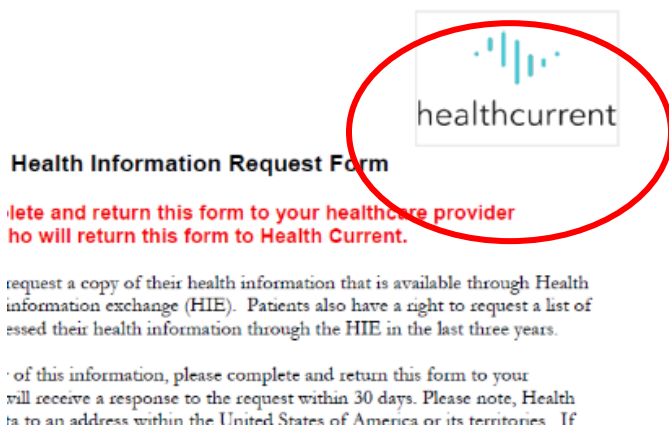 healthcurrent
Health Information Request Form
lete and return this form to your healthcare provider
ho will return this form to Health Current.
request a copy of their health information that is available through Health
information exchange (HIE). Patients also have a right to request a list of
essed their health information through the HIE in the last three years.
of this information, please complete and return this form to your
will receive a response to the request within 30 days. Please note, Health
ta to an address within the United States of America or its territories. If